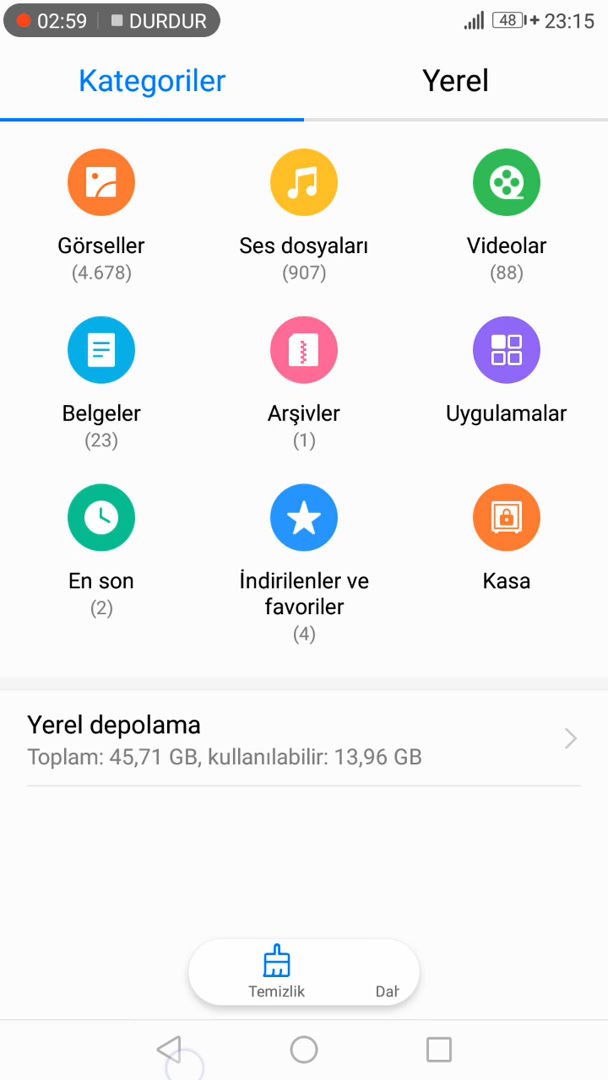 02:59 DURDUR 48 23:15
Kategoriler Yerel
Görseller Ses dosyaları Videolar
(4.678) (907) (88)
Belgeler Arşivler Uygulamalar
(23) (1)
En son İndirilenler ve Kasa
(2) favoriler
(4)
Yerel depolama
Toplam: 45,71 GB, kullanılabilir: 13,96 GB
Temizlik Dah